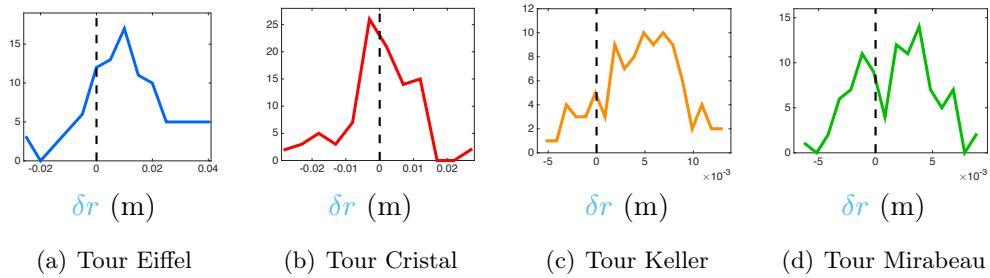 15
10
5
0
-0.02 0 0.02 0.04
δr (m)
(a) Tour Eiffel
25
20
15
10
5
0
-0.029 -0.019 -0.01 0 0.01 0.02
δr (m)
(b) Tour Cristal
12
10
8
6
4
2
0
-5 0 5 10
×10⁻³
δr (m)
(c) Tour Keller
15
10
5
0
-5 0 5
×10⁻³
δr (m)
(d) Tour Mirabeau